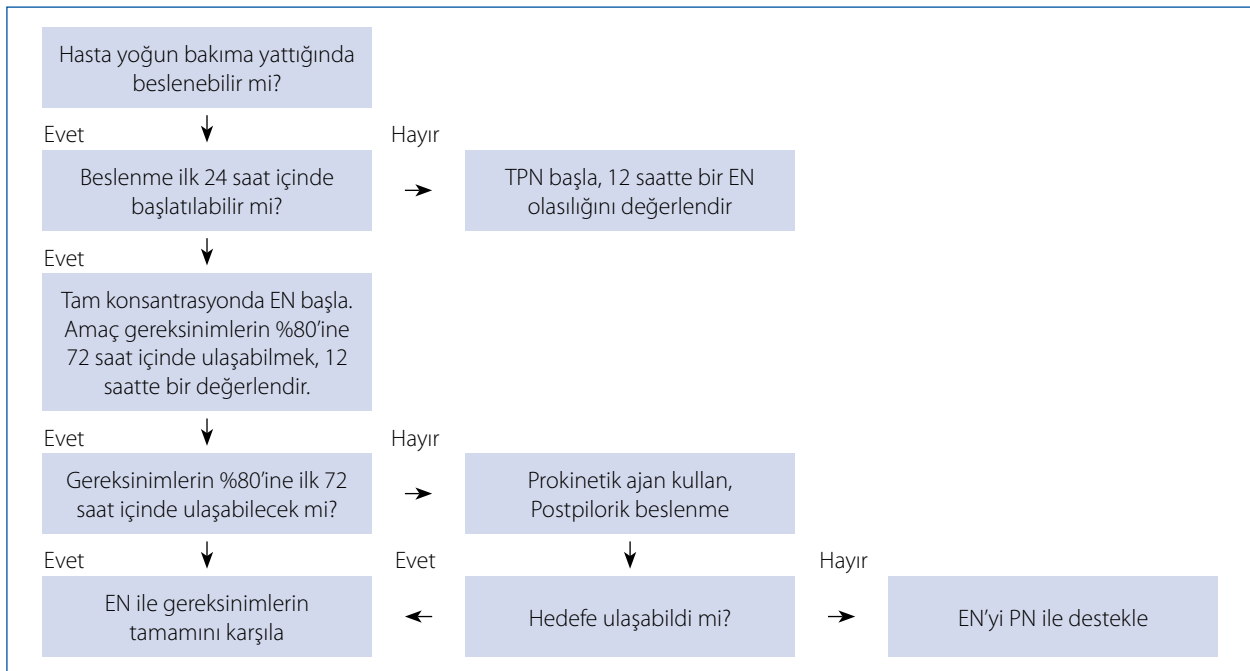 Hasta yoğun bakıma yattığında
beslenebilir mi?
Evet
Hayır
Beslenme ilk 24 saat içinde
başlatılabilir mi?
TPN başla, 12 saatte bir EN
olasılığını değerlendir
Evet
Tam konsantrasyonda EN başla.
Amaç gereksinimlerin %80’ine
72 saat içinde ulaşabilmek, 12
saatte bir değerlendir.
Evet
Hayır
Gereksinimlerin %80’ine ilk 72
saat içinde ulaşabilecek mi?
Prokinetik ajan kullan,
Postpilorik beslenme
Evet
Evet
Hayır
EN ile gereksinimlerin
tamamını karşıla
Hedefe ulaşabildi mi?
EN’yi PN ile destekle